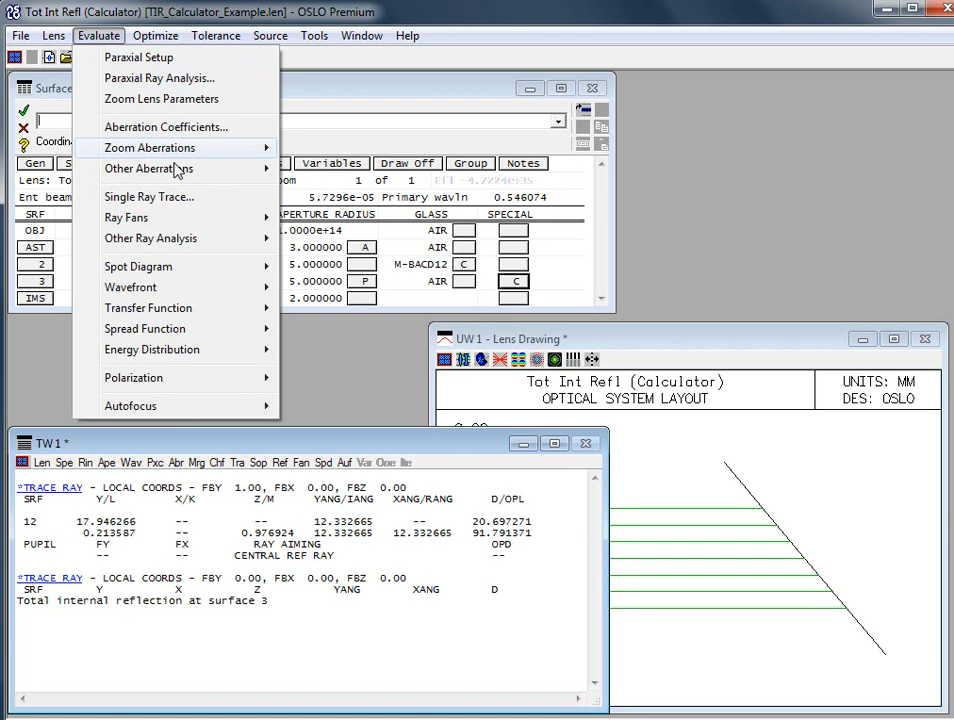 Tot Int Refl (Calculator) [TIR_Calculator_Example.len] - OSLO Premium
File Lens Evaluate Optimize Tolerance Source Tools Window Help
Paraxial Setup
Paraxial Ray Analysis...
Zoom Lens Parameters
Aberration Coefficients...
Zoom Aberrations
Other Aberrations
Single Ray Trace...
Ray Fans
Other Ray Analysis
Spot Diagram
Wavefront
Transfer Function
Spread Function
Energy Distribution
Polarization
Autofocus
Surface
Coordin
Gen S Variables Draw Off Group Notes
Lens: To oom 1 of 1 Efl -4.7224e+35
Ent beam 5.7296e-05 Primary wavln 0.546074
SRF APERTURE RADIUS GLASS SPECIAL
OBJ 1.0000e+14 AIR
AST 3.000000 A AIR
2 5.000000 M-BACD12 C
3 5.000000 P AIR C
IMS 2.000000
UW 1 - Lens Drawing *
Tot Int Refl (Calculator)
OPTICAL SYSTEM LAYOUT
UNITS: MM
DES: OSLO
TW 1 *
Len Spe Rin Ape Wav Pxc Abr Mrg Chf Tra Sop Ref Fan Spd Auf Var One Ite
*TRACE RAY - LOCAL COORDS - FBY 1.00, FBX 0.00, FBZ 0.00
SRF Y/L X/K Z/M YANG/IANG XANG/RANG D/OPL
12 17.946266 -- -- 12.332665 -- 20.697271
0.213587 -- 0.976924 12.332665 12.332665 91.791371
PUPIL FY FX RAY AIMING OPD
-- -- CENTRAL REF RAY --
*TRACE RAY - LOCAL COORDS - FBY 0.00, FBX 0.00, FBZ 0.00
SRF Y X Z YANG XANG D
Total internal reflection at surface 3